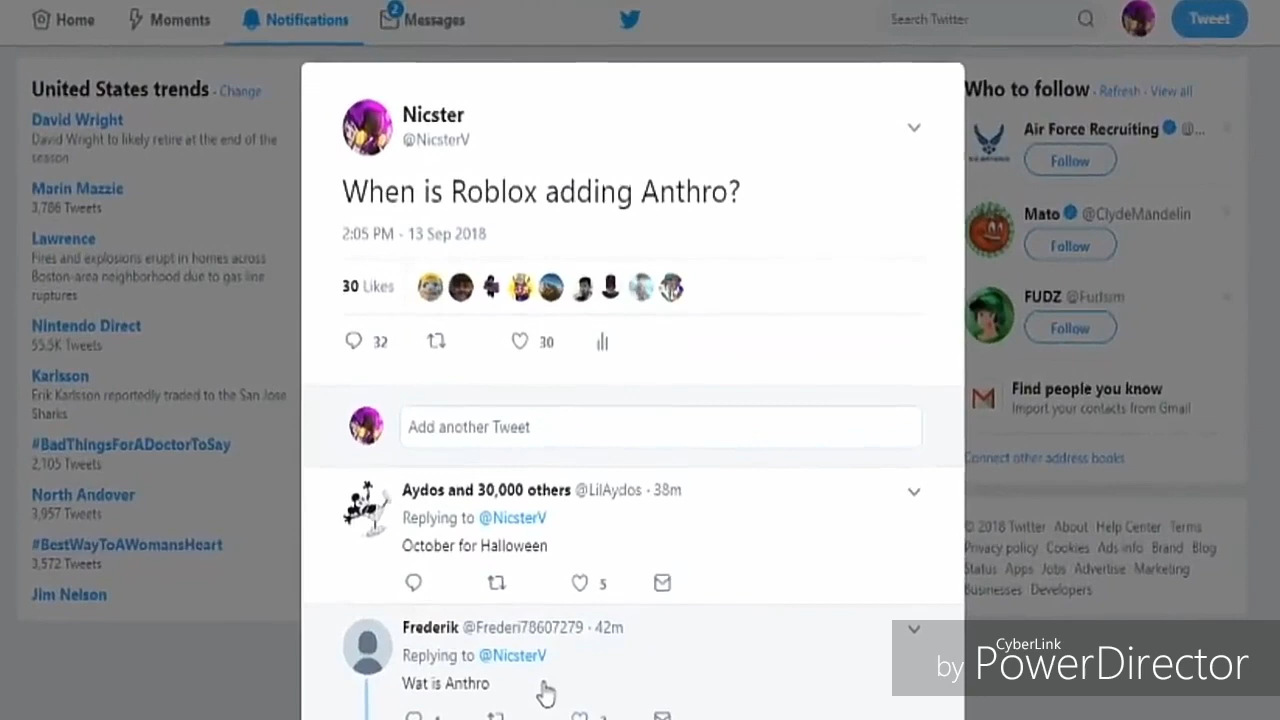 Home
Moments
Notifications
2
Messages
Search Twitter
Tweet
United States trends · Change
David Wright
David Wright to likely retire at the end of the
season
Marin Mazzie
3,786 Tweets
Lawrence
Fires and explosions erupt in homes across
Boston-area neighborhood due to gas line
ruptures
Nintendo Direct
55.5K Tweets
Karlsson
Erik Karlsson reportedly traded to the San Jose
Sharks
#BadThingsForADoctorToSay
2,105 Tweets
North Andover
3,957 Tweets
#BestWayToAWomansHeart
3,572 Tweets
Jim Nelson
Nicster
@NicsterV
When is Roblox adding Anthro?
2:05 PM - 13 Sep 2018
30 Likes
32
30
Add another Tweet
Aydos and 30,000 others @LilAydos · 38m
Replying to @NicsterV
October for Halloween
5
Frederik @Frederi78607279 · 42m
Replying to @NicsterV
Wat is Anthro
Who to follow · Refresh · View all
Air Force Recruiting @...
Follow
Mato @ClydeMandelin
Follow
FUDZ @Fudsm
Follow
Find people you know
Import your contacts from Gmail
Connect other address books
© 2018 Twitter About Help Center Terms
Privacy policy Cookies Ads info Brand Blog
Status Apps Jobs Advertise Marketing
Businesses Developers
CyberLink
by PowerDirector